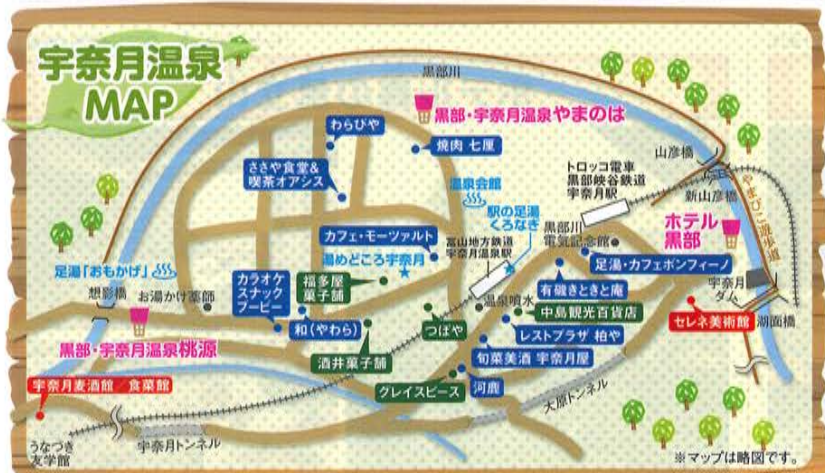 宇奈月温泉
MAP
黒部川
黒部・宇奈月温泉やまのは
わらびや
焼肉 七厘
ささや食堂&
喫茶オアシス
温泉会館
駅の足湯
くろなぎ
トロッコ電車
黒部峡谷鉄道
宇奈月駅
山彦橋
新山彦橋
やまびこ遊歩道
ホテル
黒部
カフェ・モーツァルト
湯めどころ宇奈月
富山地方鉄道
宇奈月温泉駅
黒部川
電気記念館
足湯・カフェボンフィーノ
宇奈月
ダム
湖面橋
セレネ美術館
有磯きときと庵
中島観光百貨店
レストプラザ 柏や
温泉噴水
旬菜美酒 宇奈月屋
河鹿
グレイスピース
つぼや
福多屋
菓子舗
酒井菓子舗
和(やわら)
カラオケ
スナック
ブービー
足湯「おもかげ」
想影橋
お湯かけ薬師
黒部・宇奈月温泉桃源
宇奈月麦酒館/食菜館
うなづき
友学館
宇奈月トンネル
大原トンネル
※マップは略図です。